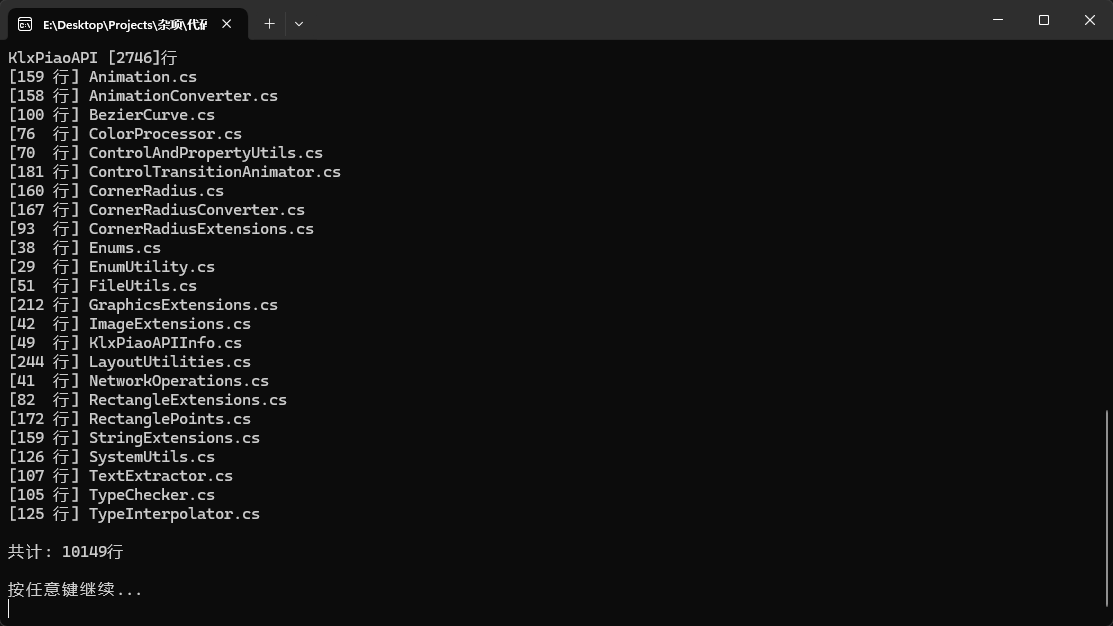 E:\Desktop\Projects\杂项\代
KlxPiaoAPI [2746]行
[159 行] Animation.cs
[158 行] AnimationConverter.cs
[100 行] BezierCurve.cs
[76  行] ColorProcessor.cs
[70  行] ControlAndPropertyUtils.cs
[181 行] ControlTransitionAnimator.cs
[160 行] CornerRadius.cs
[167 行] CornerRadiusConverter.cs
[93  行] CornerRadiusExtensions.cs
[38  行] Enums.cs
[29  行] EnumUtility.cs
[51  行] FileUtils.cs
[212 行] GraphicsExtensions.cs
[42  行] ImageExtensions.cs
[49  行] KlxPiaoAPIInfo.cs
[244 行] LayoutUtilities.cs
[41  行] NetworkOperations.cs
[82  行] RectangleExtensions.cs
[172 行] RectanglePoints.cs
[159 行] StringExtensions.cs
[126 行] SystemUtils.cs
[107 行] TextExtractor.cs
[105 行] TypeChecker.cs
[125 行] TypeInterpolator.cs
共计: 10149行
按任意键继续...